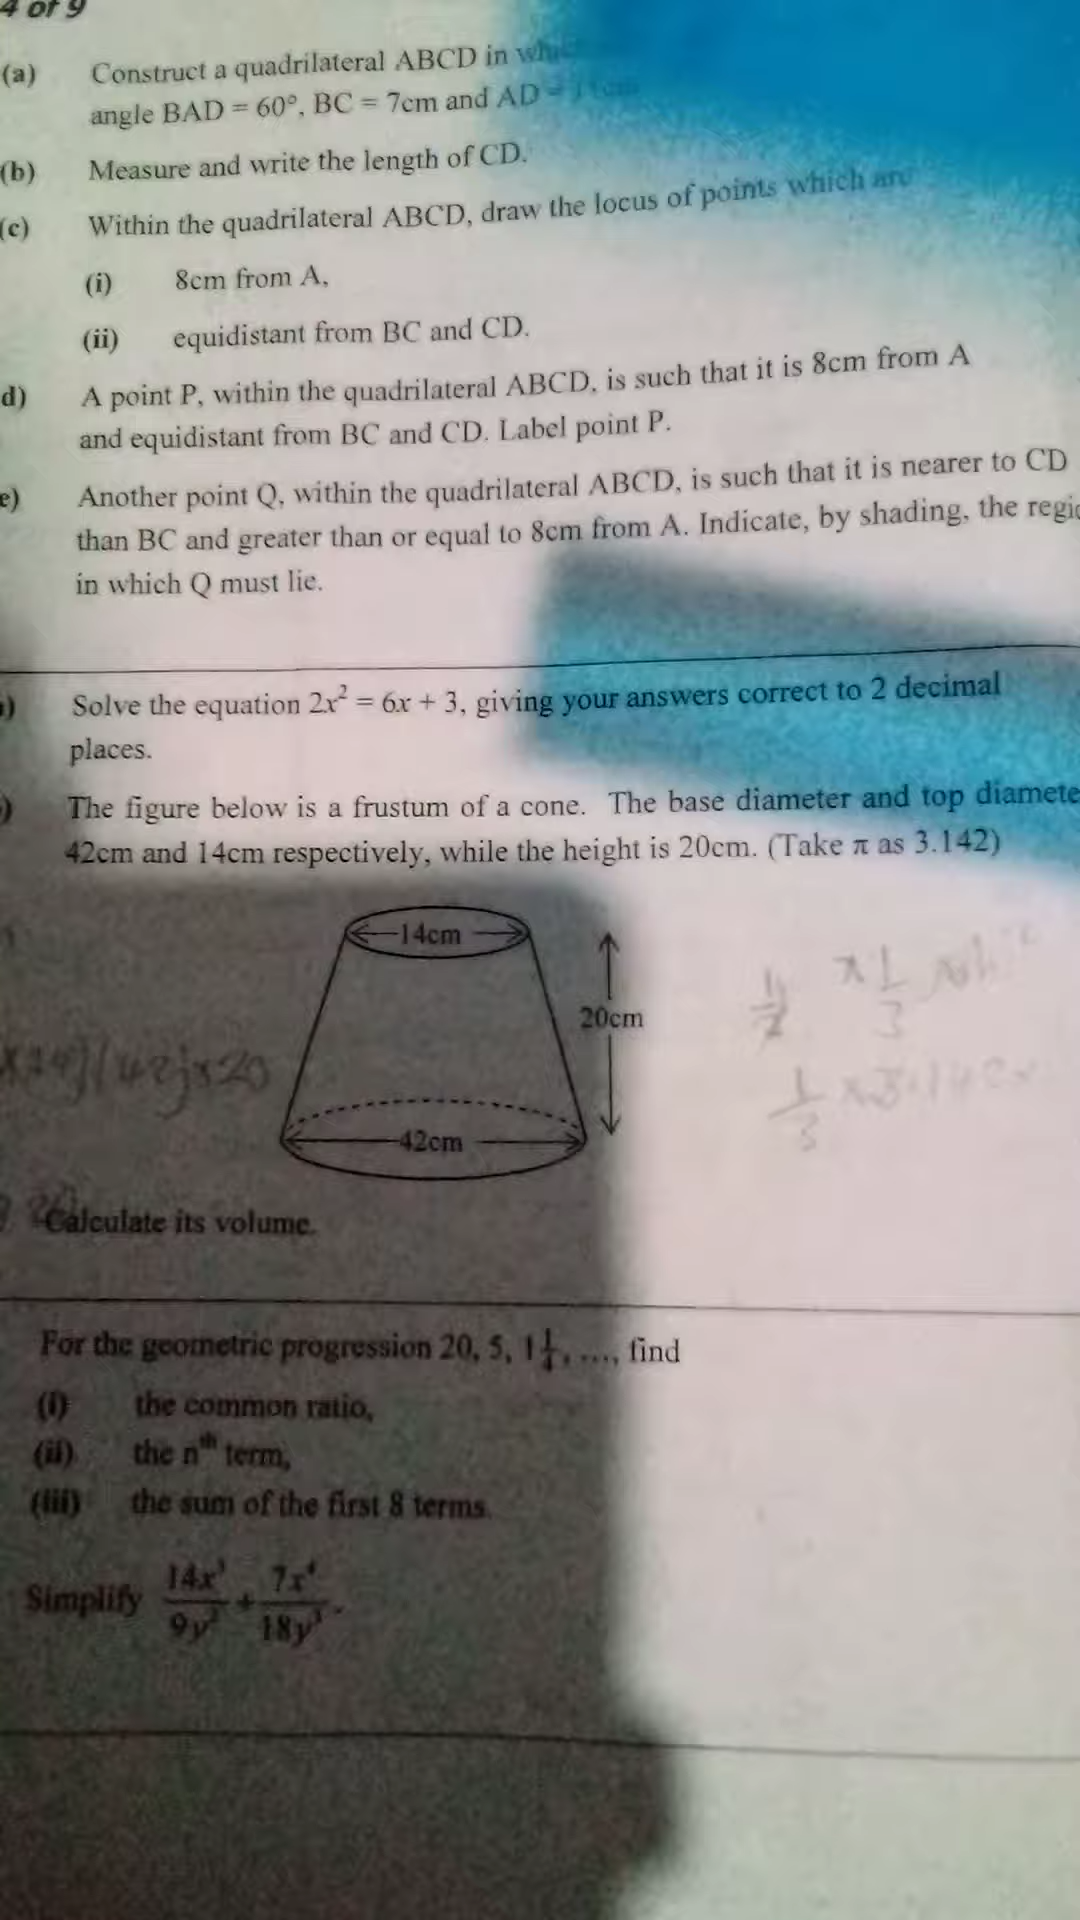 4 of 9
(a) Construct a quadrilateral ABCD in
angle BAD = 60°, BC = 7cm and AD =
(b) Measure and write the length of CD.
(c) Within the quadrilateral ABCD, draw the locus of points which are
(i) 8cm from A,
(ii) equidistant from BC and CD.
d) A point P, within the quadrilateral ABCD, is such that it is 8cm from A
and equidistant from BC and CD. Label point P.
e) Another point Q, within the quadrilateral ABCD, is such that it is nearer to CD
than BC and greater than or equal to 8cm from A. Indicate, by shading, the regio
in which Q must lie.
Solve the equation 2x² = 6x + 3, giving your answers correct to 2 decimal
places.
The figure below is a frustum of a cone. The base diameter and top diamete
42cm and 14cm respectively, while the height is 20cm. (Take π as 3.142)
14cm
20cm
42cm
Calculate its volume.
For the geometric progression 20, 5, 1 1/4, ...., find
(i) the common ratio,
(ii) the nᵗʰ term,
(iii) the sum of the first 8 terms.
Simplify